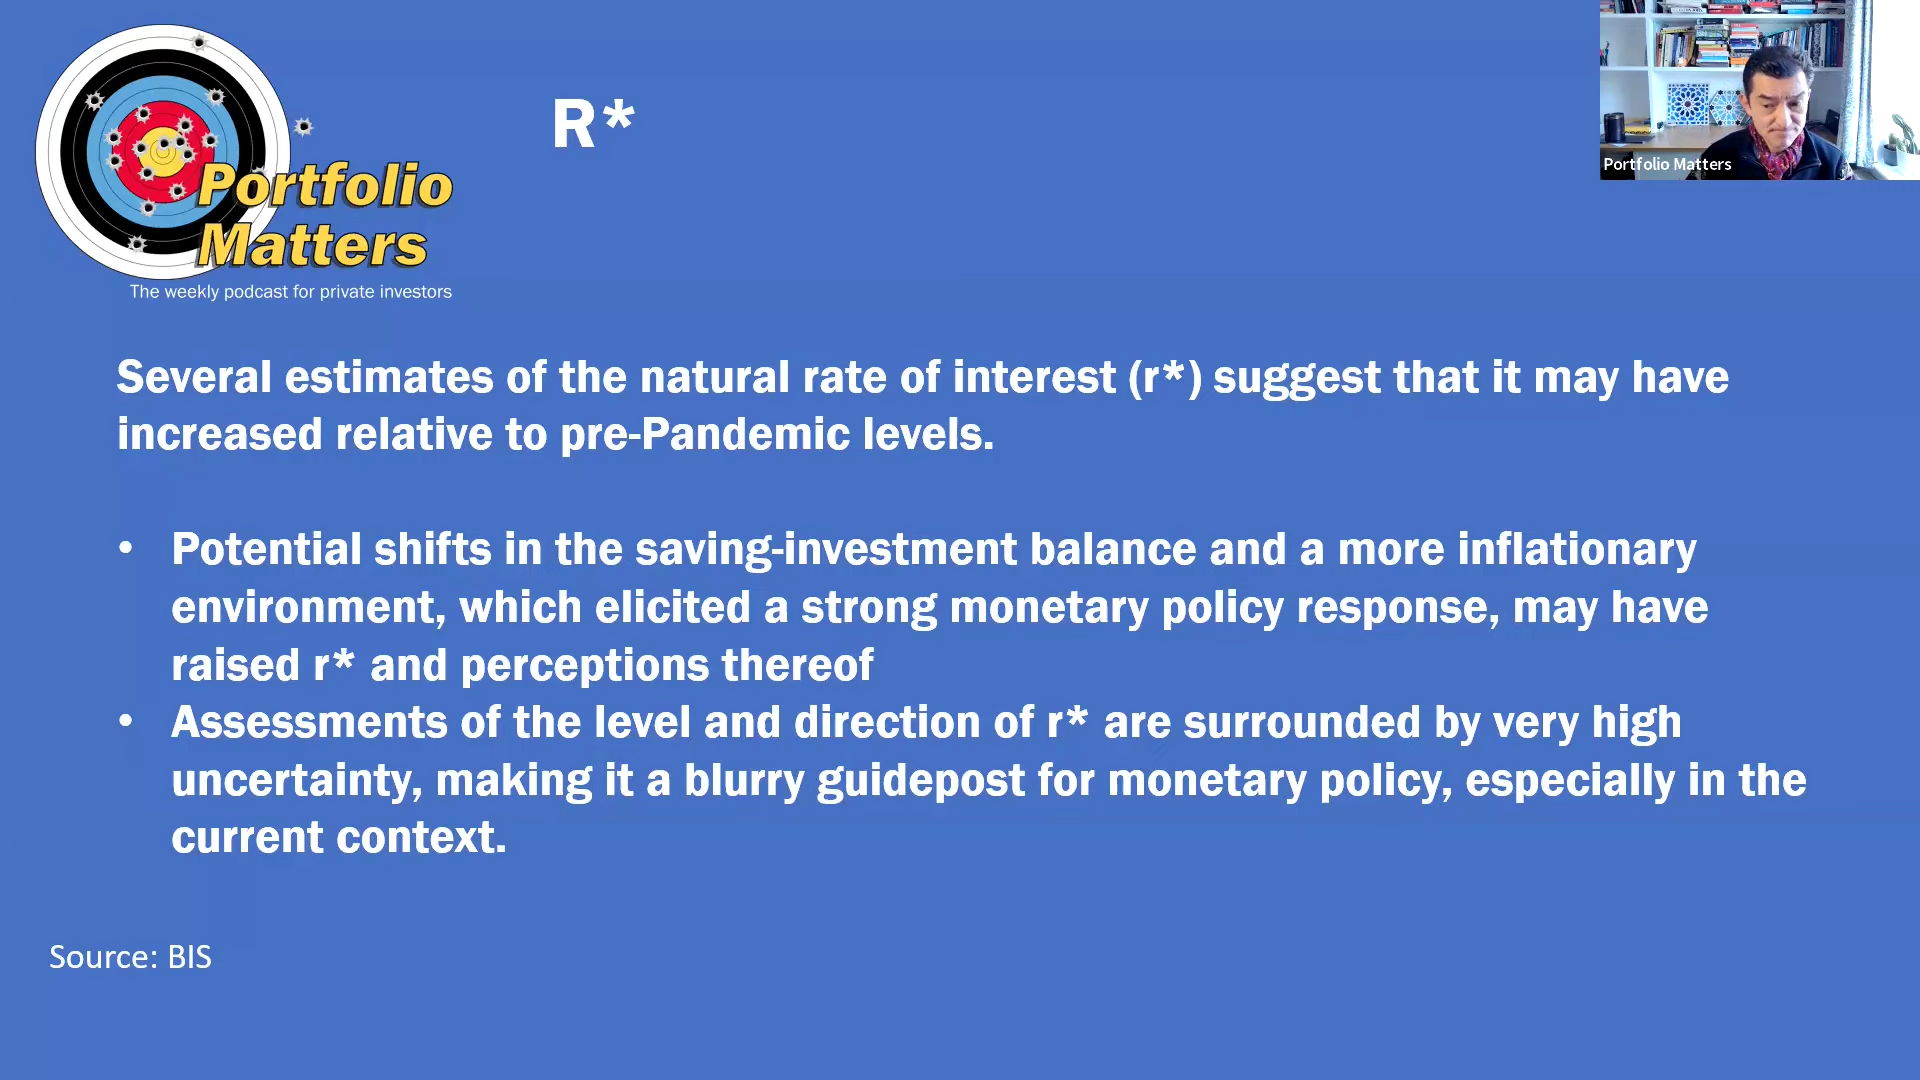 R*
Portfolio
Matters
The weekly podcast for private investors
Portfolio Matters
Several estimates of the natural rate of interest (r*) suggest that it may have
increased relative to pre-Pandemic levels.
• Potential shifts in the saving-investment balance and a more inflationary
environment, which elicited a strong monetary policy response, may have
raised r* and perceptions thereof
• Assessments of the level and direction of r* are surrounded by very high
uncertainty, making it a blurry guidepost for monetary policy, especially in the
current context.
Source: BIS